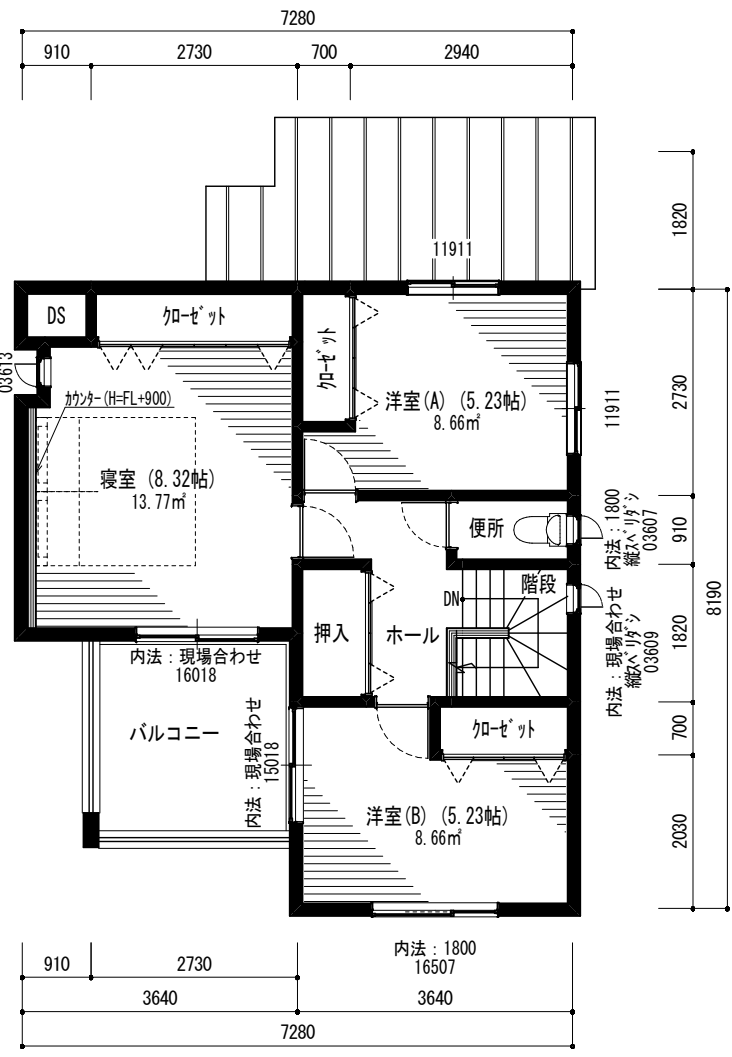 7280
910
2730
700
2940
11911
1820
DS
クローゼット
クローゼット
03613
カウンター(H=FL+900)
洋室(A) (5.23帖)
8.66㎡
11911
2730
寝室 (8.32帖)
13.77㎡
便所
内法：1800
縦スベリダシ
03607
910
8190
DN
階段
押入
ホール
内法：現場合わせ
縦スベリダシ
03609
1820
内法：現場合わせ
16018
バルコニー
内法：現場合わせ
15018
クローゼット
700
洋室(B) (5.23帖)
8.66㎡
2030
内法：1800
16507
910
2730
3640
3640
7280